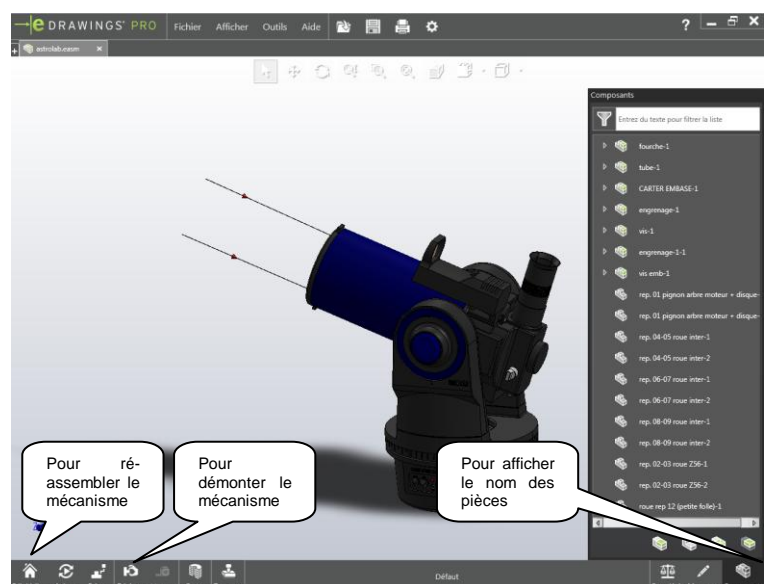 eDRAWINGS® PRO Fichier Afficher Outils Aide ?
astrolab.easm
Composants
Entrez du texte pour filtrer la liste
fourche-1
tube-1
CARTER EMBASE-1
engrenage-1
vis-1
engrenage-1-1
vis emb-1
rep. 01 pignon arbre moteur + disque-
rep. 01 pignon arbre moteur + disque-
rep. 04-05 roue inter-1
rep. 04-05 roue inter-2
rep. 06-07 roue inter-1
rep. 06-07 roue inter-2
rep. 08-09 roue inter-1
rep. 08-09 roue inter-2
rep. 02-03 roue Z56-1
rep. 02-03 roue Z56-2
roue rep 12 (petite folle)-1
Pour ré-
assembler le
mécanisme
Pour
démonter le
mécanisme
Pour afficher
le nom des
pièces
Défaut